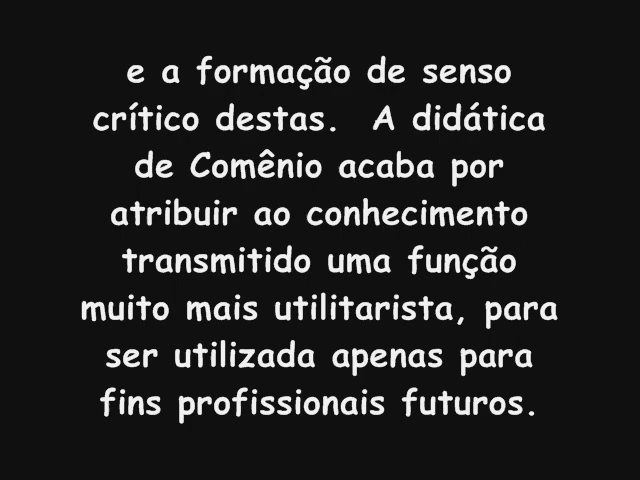 e a formação de senso
crítico destas.  A didática
de Comênio acaba por
atribuir ao conhecimento
transmitido uma função
muito mais utilitarista, para
ser utilizada apenas para
fins profissionais futuros.